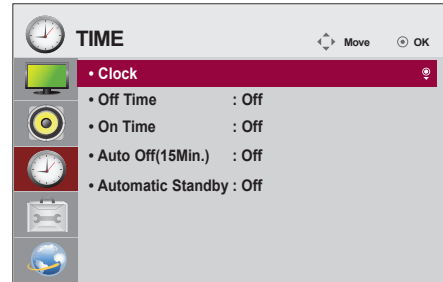 TIME
Move
OK
• Clock
• Off Time : Off
• On Time : Off
• Auto Off(15Min.) : Off
• Automatic Standby : Off